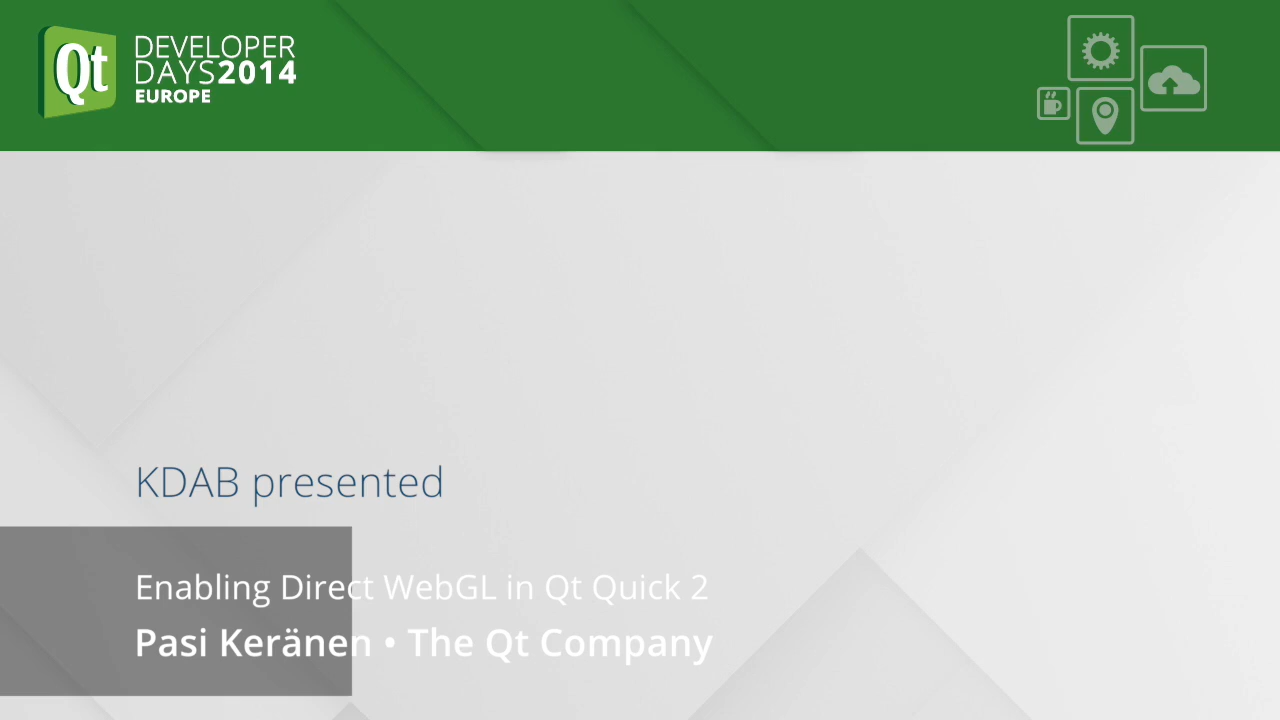 Qt
DEVELOPER
DAYS2014
EUROPE
KDAB presented
Enabling Direct WebGL in Qt Quick 2
Pasi Keränen • The Qt Company